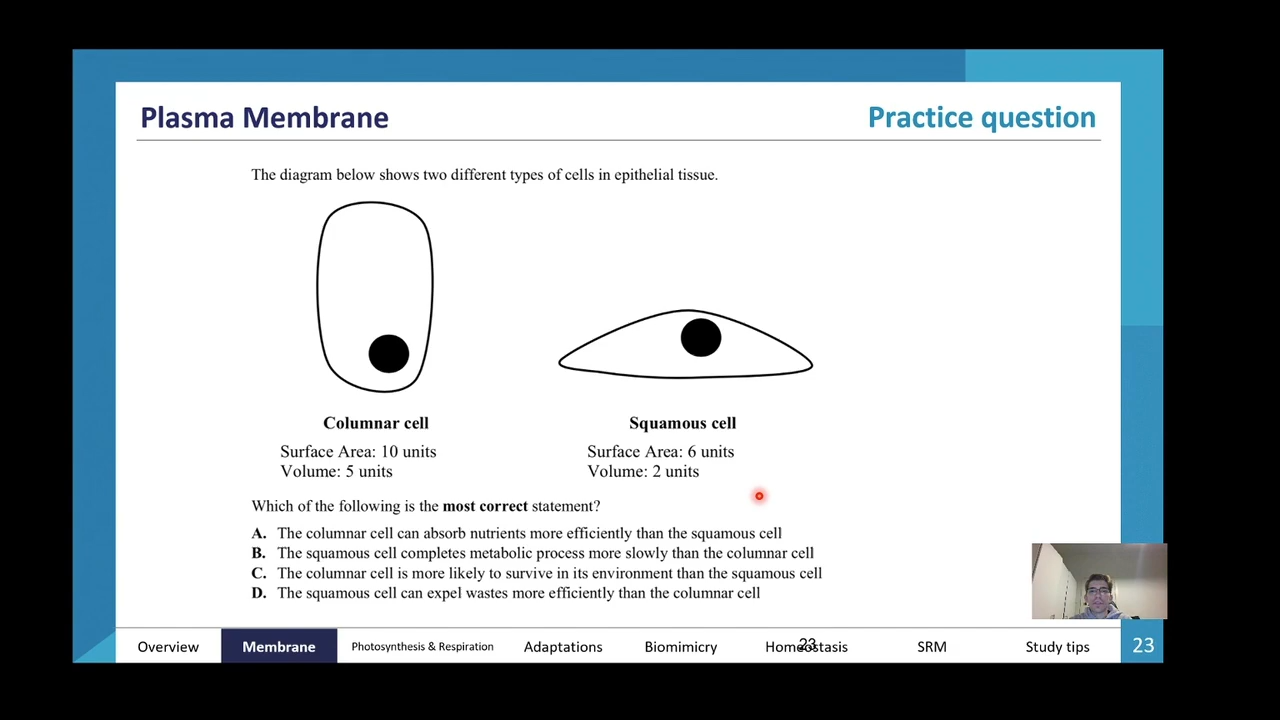 Plasma Membrane
Practice question
The diagram below shows two different types of cells in epithelial tissue.
Columnar cell
Surface Area: 10 units
Volume: 5 units
Squamous cell
Surface Area: 6 units
Volume: 2 units
Which of the following is the most correct statement?
A. The columnar cell can absorb nutrients more efficiently than the squamous cell
B. The squamous cell completes metabolic process more slowly than the columnar cell
C. The columnar cell is more likely to survive in its environment than the squamous cell
D. The squamous cell can expel wastes more efficiently than the columnar cell
Overview
Membrane
Photosynthesis & Respiration
Adaptations
Biomimicry
Homeostasis
23
SRM
Study tips
23